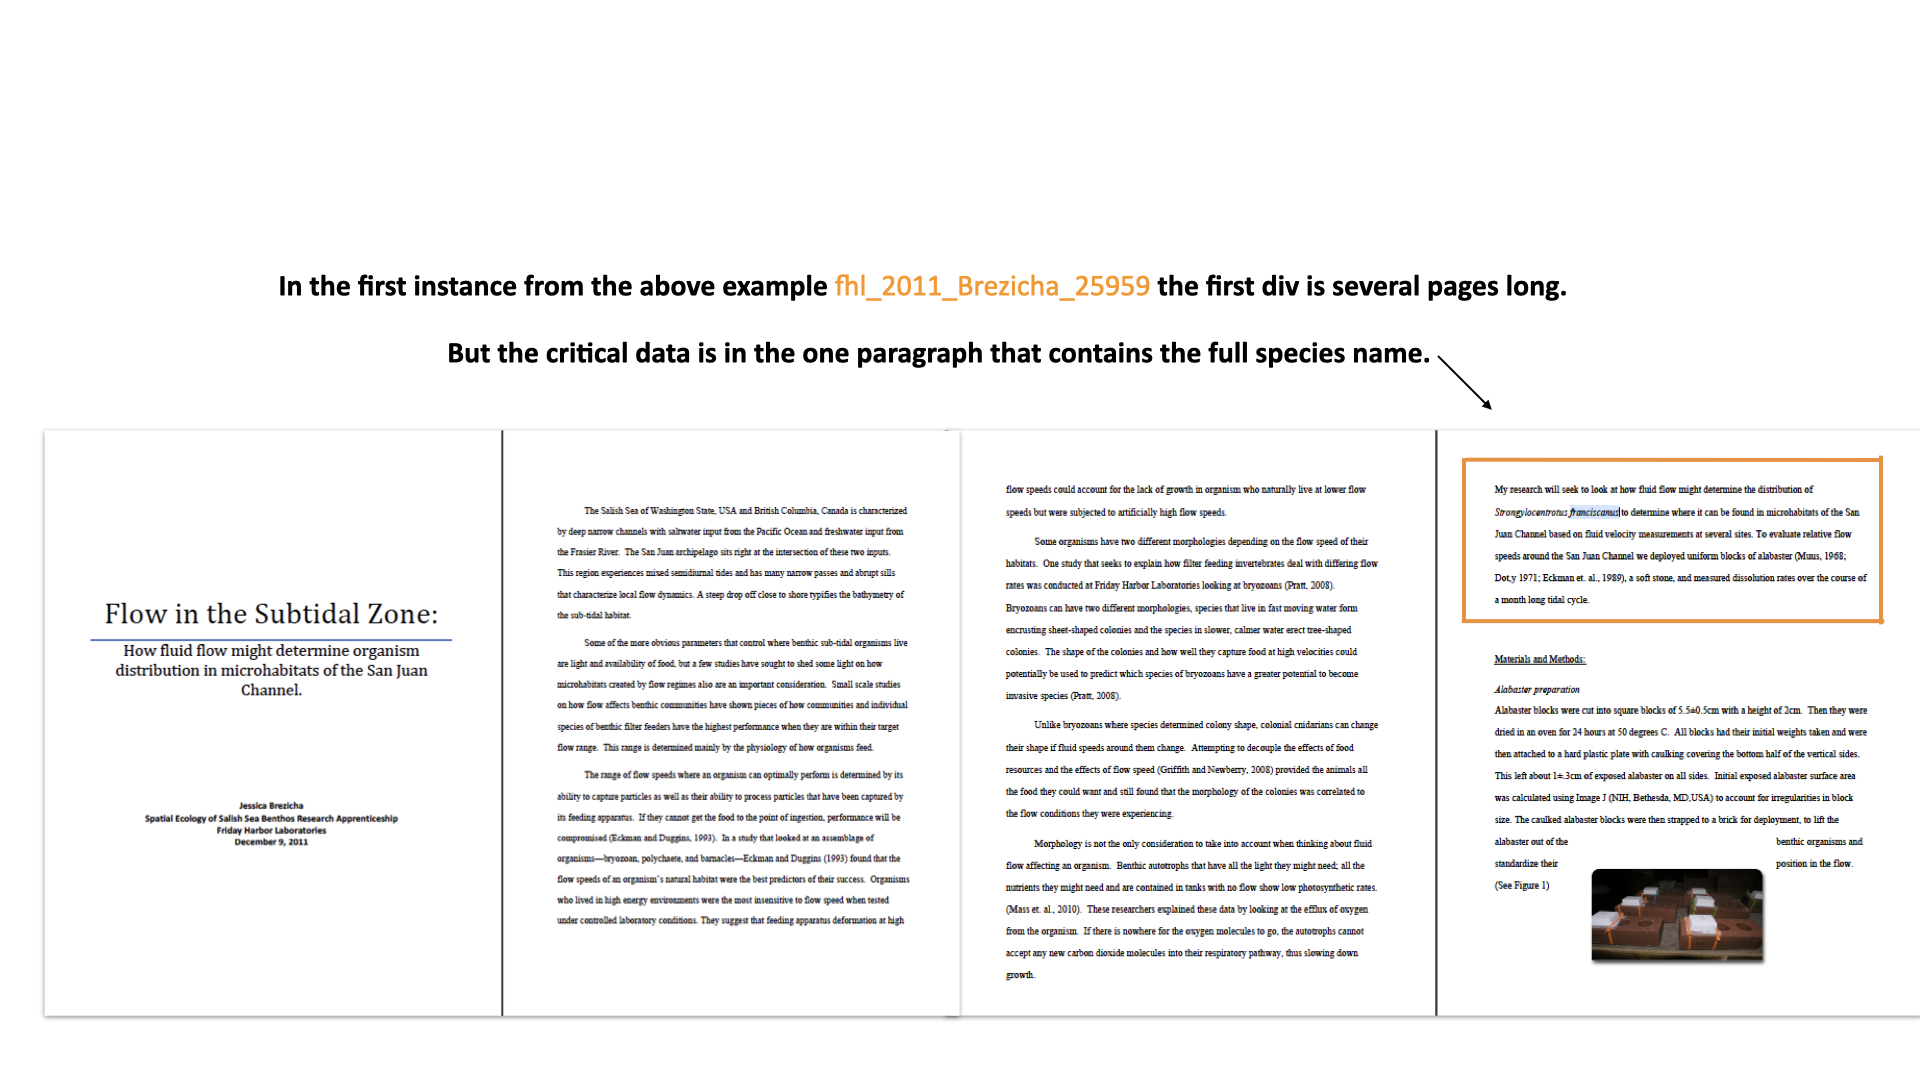 In the first instance from the above example fhl_2011_Brezicha_25959 the first div is several pages long.
But the critical data is in the one paragraph that contains the full species name.
Flow in the Subtidal Zone:
How fluid flow might determine organism
distribution in microhabitats of the San Juan
Channel.
Jessica Brezicha
Spatial Ecology of Salish Sea Benthos Research Apprenticeship
Friday Harbor Laboratories
December 9, 2011
The Salish Sea of Washington State, USA and British Columbia, Canada is characterized
by deep narrow channels with saltwater input from the Pacific Ocean and freshwater input from
the Frasier River. The San Juan archipelago sits right at the intersection of these two inputs.
This region experiences mixed semidiurnal tides and has many narrow passes and abrupt sills
that characterize local flow dynamics. A steep drop off close to shore typifies the bathymetry of
the sub-tidal habitat.
Some of the more obvious parameters that control where benthic sub-tidal organisms live
are light and availability of food, but a few studies have sought to shed some light on how
microhabitats created by flow regimes also are an important consideration. Small scale studies
on how flow affects benthic communities have shown pieces of how communities and individual
species of benthic filter feeders have the highest performance when they are within their target
flow range. This range is determined mainly by the physiology of how organisms feed.
The range of flow speeds where an organism can optimally perform is determined by its
ability to capture particles as well as their ability to process particles that have been captured by
its feeding apparatus. If they cannot get the food to the point of ingestion, performance will be
compromised (Eckman and Duggins, 1993). In a study that looked at an assemblage of
organisms—bryozoan, polychaete, and barnacles—Eckman and Duggins (1993) found that the
flow speeds of an organism's natural habitat were the best predictors of their success. Organisms
who lived in high energy environments were the most insensitive to flow speed when tested
under controlled laboratory conditions. They suggest that feeding apparatus deformation at high
flow speeds could account for the lack of growth in organism who naturally live at lower flow
speeds but were subjected to artificially high flow speeds.
Some organisms have two different morphologies depending on the flow speed of their
habitats. One study that seeks to explain how filter feeding invertebrates deal with differing flow
rates was conducted at Friday Harbor Laboratories looking at bryozoans (Pratt, 2008).
Bryozoans can have two different morphologies, species that live in fast moving water form
encrusting sheet-shaped colonies and the species in slower, calmer water erect tree-shaped
colonies. The shape of the colonies and how well they capture food at high velocities could
potentially be used to predict which species of bryozoans have a greater potential to become
invasive species (Pratt, 2008).
Unlike bryozoans where species determined colony shape, colonial cnidarians can change
their shape if fluid speeds around them change. Attempting to decouple the effects of food
resources and the effects of flow speed (Griffith and Newberry, 2008) provided the animals all
the food they could want and still found that the morphology of the colonies was correlated to
the flow conditions they were experiencing.
Morphology is not the only consideration to take into account when thinking about fluid
flow affecting an organism. Benthic autotrophs that have all the light they might need; all the
nutrients they might need and are contained in tanks with no flow show low photosynthetic rates.
(Mass et. al., 2010). These researchers explained these data by looking at the efflux of oxygen
from the organism. If there is nowhere for the oxygen molecules to go, the autotrophs cannot
accept any new carbon dioxide molecules into their respiratory pathway, thus slowing down
growth.
My research will seek to look at how fluid flow might determine the distribution of
Strongylocentrotus franciscanus to determine where it can be found in microhabitats of the San
Juan Channel based on fluid velocity measurements at several sites. To evaluate relative flow
speeds around the San Juan Channel we deployed uniform blocks of alabaster (Muus, 1968;
Dot,y 1971; Eckman et. al., 1989), a soft stone, and measured dissolution rates over the course of
a month long tidal cycle.
Materials and Methods:
Alabaster preparation
Alabaster blocks were cut into square blocks of 5.5±0.5cm with a height of 2cm. Then they were
dried in an oven for 24 hours at 50 degrees C. All blocks had their initial weights taken and were
then attached to a hard plastic plate with caulking covering the bottom half of the vertical sides.
This left about 1±.3cm of exposed alabaster on all sides. Initial exposed alabaster surface area
was calculated using Image J (NIH, Bethesda, MD,USA) to account for irregularities in block
size. The caulked alabaster blocks were then strapped to a brick for deployment, to lift the
alabaster out of the benthic organisms and
standardize their position in the flow.
(See Figure 1)